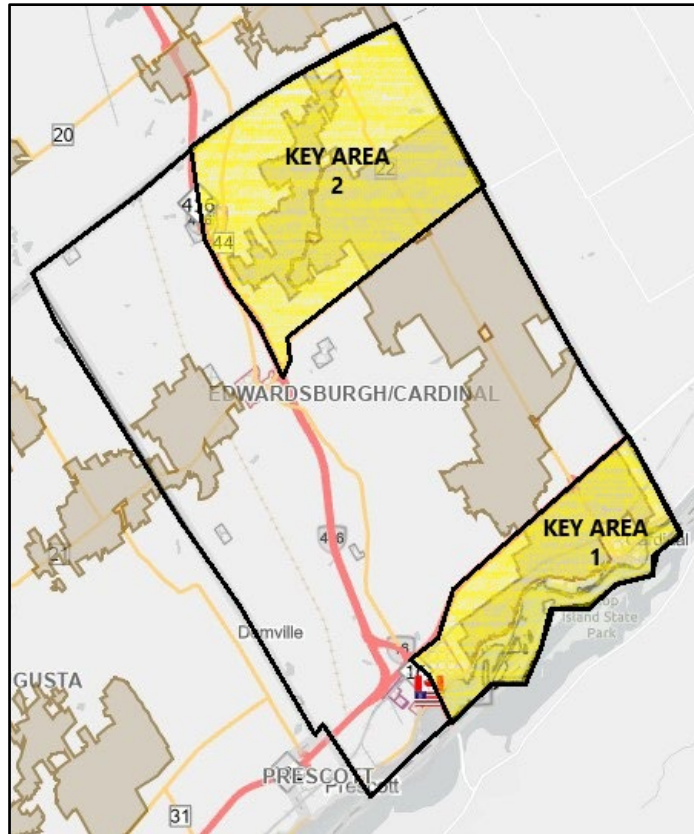 20
KEY AREA
2
22
416
44
EDWARDSBURGH/CARDINAL
KEY AREA
1
416
21
Island State
Park
Domville
GUSTA
PRESCOTT
Prescott
31